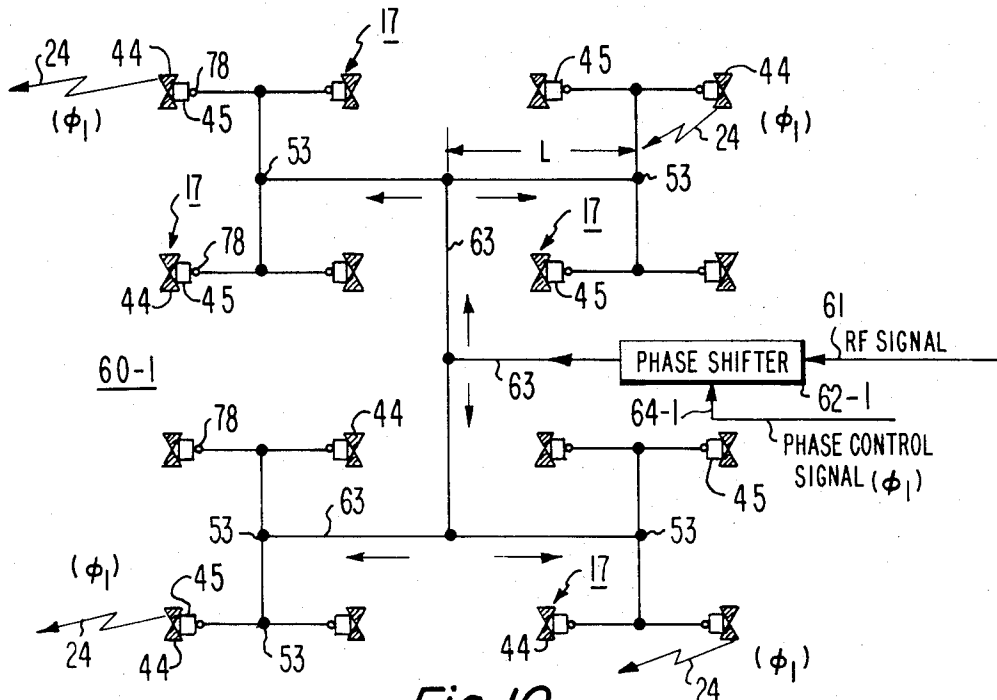 24 44 78 17 45 44
(ϕ1) 45 24 (ϕ1)
53 L 53
17 78 63 17
44 45 45
61
RF SIGNAL
60-1 PHASE SHIFTER
63 62-1
64-1
78 44 PHASE CONTROL
SIGNAL (ϕ1)
45
63
53 53
(ϕ1) 45 17
24 44 53 44 (ϕ1)
24
Fig. 10